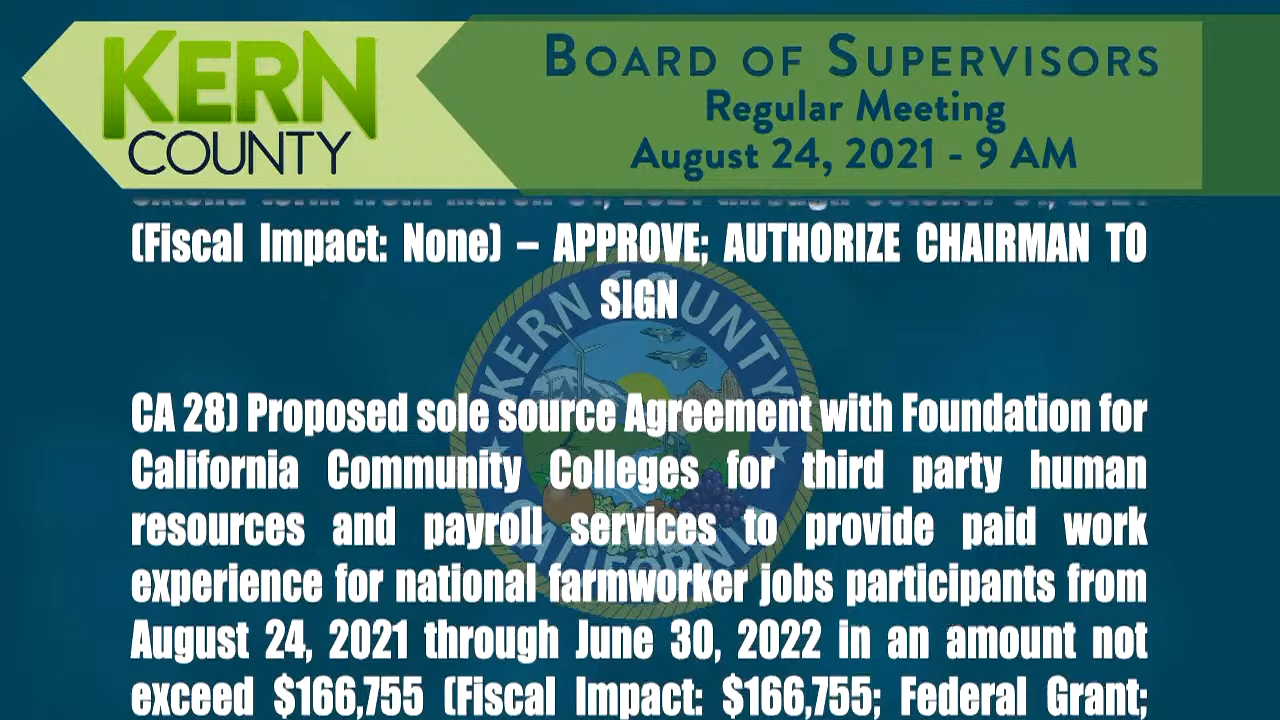 KERN
COUNTY
BOARD OF SUPERVISORS
Regular Meeting
August 24, 2021 - 9 AM
(Fiscal Impact: None) – APPROVE; AUTHORIZE CHAIRMAN TO
SIGN
KERN COUNTY
CALIFORNIA
CA 28) Proposed sole source Agreement with Foundation for
California Community Colleges for third party human
resources and payroll services to provide paid work
experience for national farmworker jobs participants from
August 24, 2021 through June 30, 2022 in an amount not
exceed $166,755 (Fiscal Impact: $166,755; Federal Grant;